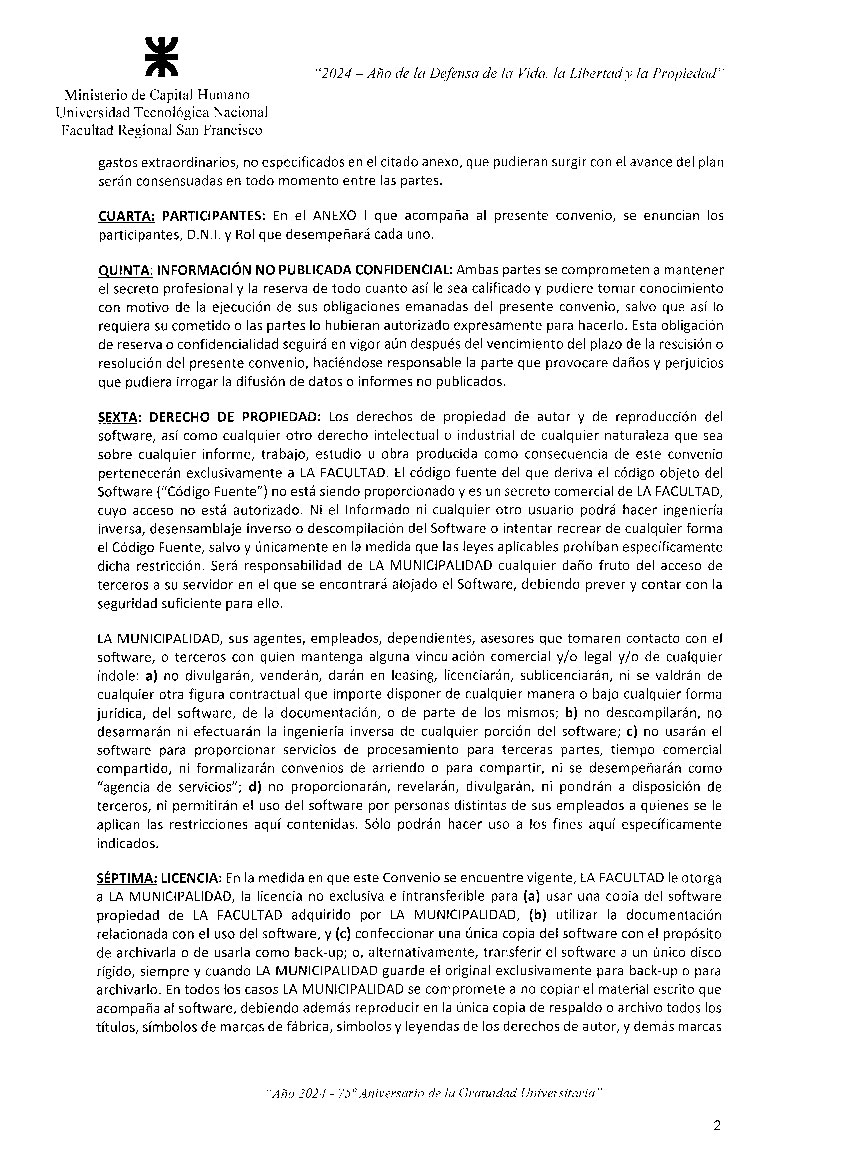 "2024 – Año de la Defensa de la Vida, la Libertad y la Propiedad"
Ministerio de Capital Humano
Universidad Tecnológica Nacional
Facultad Regional San Francisco
gastos extraordinarios, no especificados en el citado anexo, que pudieran surgir con el avance del plan
serán consensuadas en todo momento entre las partes.
CUARTA: PARTICIPANTES: En el ANEXO I que acompaña al presente convenio, se enuncian los
participantes, D.N.I. y Rol que desempeñará cada uno.
QUINTA: INFORMACIÓN NO PUBLICADA CONFIDENCIAL: Ambas partes se comprometen a mantener
el secreto profesional y la reserva de todo cuanto así le sea calificado y pudiere tomar conocimiento
con motivo de la ejecución de sus obligaciones emanadas del presente convenio, salvo que así lo
requiera su cometido o las partes lo hubieran autorizado expresamente para hacerlo. Esta obligación
de reserva o confidencialidad seguirá en vigor aún después del vencimiento del plazo de la rescisión o
resolución del presente convenio, haciéndose responsable la parte que provocare daños y perjuicios
que pudiera irrogar la difusión de datos o informes no publicados.
SEXTA: DERECHO DE PROPIEDAD: Los derechos de propiedad de autor y de reproducción del
software, así como cualquier otro derecho intelectual o industrial de cualquier naturaleza que sea
sobre cualquier informe, trabajo, estudio u obra producida como consecuencia de este convenio
pertenecerán exclusivamente a LA FACULTAD. El código fuente del que deriva el código objeto del
Software ("Código Fuente") no está siendo proporcionado y es un secreto comercial de LA FACULTAD,
cuyo acceso no está autorizado. Ni el Informado ni cualquier otro usuario podrá hacer ingeniería
inversa, desensamblaje inverso o descompilación del Software o intentar recrear de cualquier forma
el Código Fuente, salvo y únicamente en la medida que las leyes aplicables prohíban específicamente
dicha restricción. Será responsabilidad de LA MUNICIPALIDAD cualquier daño fruto del acceso de
terceros a su servidor en el que se encontrará alojado el Software, debiendo prever y contar con la
seguridad suficiente para ello.
LA MUNICIPALIDAD, sus agentes, empleados, dependientes, asesores que tomaren contacto con el
software, o terceros con quien mantenga alguna vincu ación comercial y/o legal y/o de cualquier
índole: a) no divulgarán, venderán, darán en leasing, licenciarán, sublicenciarán, ni se valdrán de
cualquier otra figura contractual que importe disponer de cualquier manera o bajo cualquier forma
jurídica, del software, de la documentación, o de parte de los mismos; b) no descompilarán, no
desarmarán ni efectuarán la ingeniería inversa de cualquier porción del software; c) no usarán el
software para proporcionar servicios de procesamiento para terceras partes, tiempo comercial
compartido, ni formalizarán convenios de arriendo o para compartir, ni se desempeñarán como
"agencia de servicios"; d) no proporcionarán, revelarán, divulgarán, ni pondrán a disposición de
terceros, ni permitirán el uso del software por personas distintas de sus empleados a quienes se le
aplican las restricciones aquí contenidas. Sólo podrán hacer uso a los fines aquí específicamente
indicados.
SÉPTIMA: LICENCIA: En la medida en que este Convenio se encuentre vigente, LA FACULTAD le otorga
a LA MUNICIPALIDAD, la licencia no exclusiva e intransferible para (a) usar una copia del software
propiedad de LA FACULTAD adquirido por LA MUNICIPALIDAD, (b) utilizar la documentación
relacionada con el uso del software, y (c) confeccionar una única copia del software con el propósito
de archivarla o de usarla como back-up; o, alternativamente, transferir el software a un único disco
rígido, siempre y cuando LA MUNICIPALIDAD guarde el original exclusivamente para back-up o para
archivarlo. En todos los casos LA MUNICIPALIDAD se compromete a no copiar el material escrito que
acompaña al software, debiendo además reproducir en la única copia de respaldo o archivo todos los
títulos, símbolos de marcas de fábrica, símbolos y leyendas de los derechos de autor, y demás marcas
"Año 2024 - 75° Aniversario de la Gratuidad Universitaria"
2